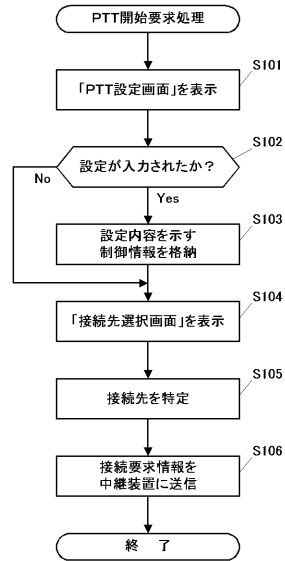 PTT開始要求処理
S101
「PTT設定画面」を表示
S102
設定が入力されたか？
No
Yes
S103
設定内容を示す
制御情報を格納
S104
「接続先選択画面」を表示
S105
接続先を特定
S106
接続要求情報を
中継装置に送信
終　了